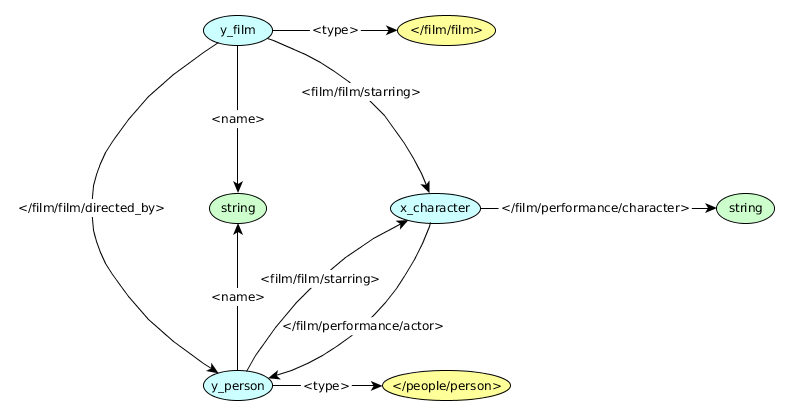 y_film
<type>
</film/film>
<film/film/starring>
<name>
</film/film/directed_by>
string
x_character
</film/performance/character>
string
<film/film/starring>
<name>
</film/performance/actor>
y_person
<type>
</people/person>